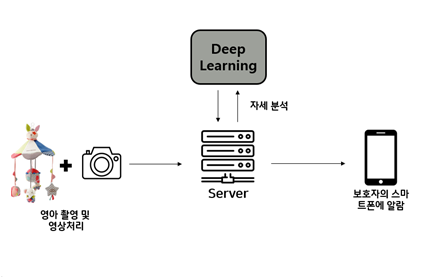 Deep
Learning
자세 분석
Server
영아 촬영 및
영상처리
보호자의 스마
트폰에 알람